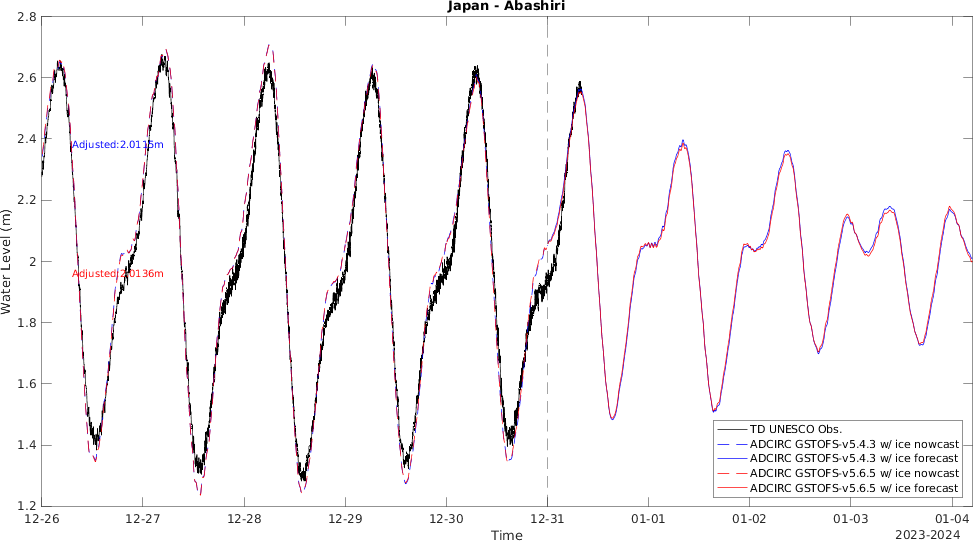 Japan - Abashiri
2.8
2.6
2.4
2.2
2
1.8
1.6
1.4
1.2
Water Level (m)
Adjusted:2.0115m
Adjusted:2.0136m
TD UNESCO Obs.
ADCIRC GSTOFS-v5.4.3 w/ ice nowcast
ADCIRC GSTOFS-v5.4.3 w/ ice forecast
ADCIRC GSTOFS-v5.6.5 w/ ice nowcast
ADCIRC GSTOFS-v5.6.5 w/ ice forecast
12-26 12-27 12-28 12-29 12-30 12-31 01-01 01-02 01-03 01-04
Time
2023-2024